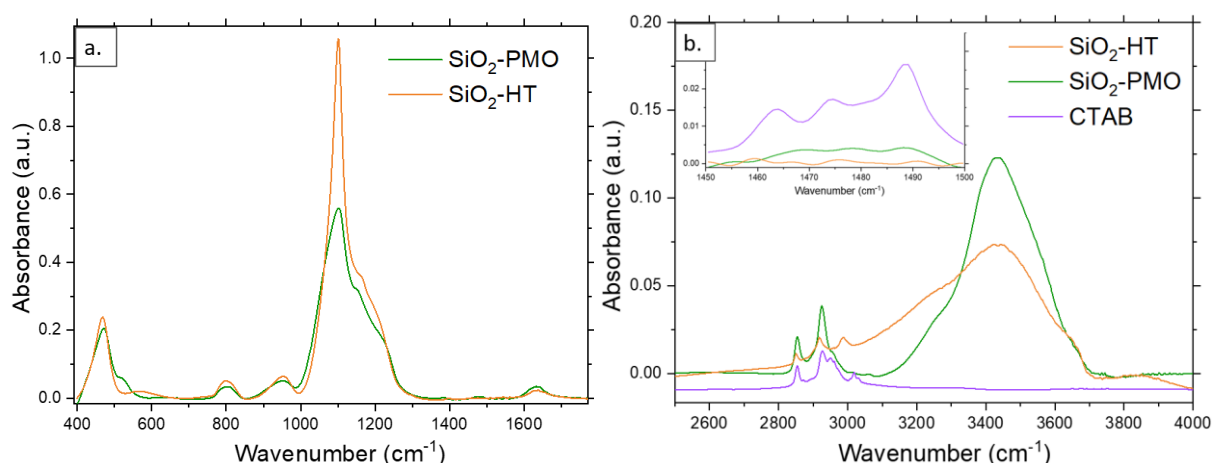 a.
SiO2-PMO
SiO2-HT
Absorbance (a.u.)
1.0
0.8
0.6
0.4
0.2
0.0
400 600 800 1000 1200 1400 1600
Wavenumber (cm-1)
b.
SiO2-HT
SiO2-PMO
CTAB
Absorbance (a.u.)
0.20
0.15
0.10
0.05
0.00
2600 2800 3000 3200 3400 3600 3800 4000
Wavenumber (cm-1)
0.02
0.01
0.00
1450 1460 1470 1480 1490 1500
Wavenumber (cm-1)